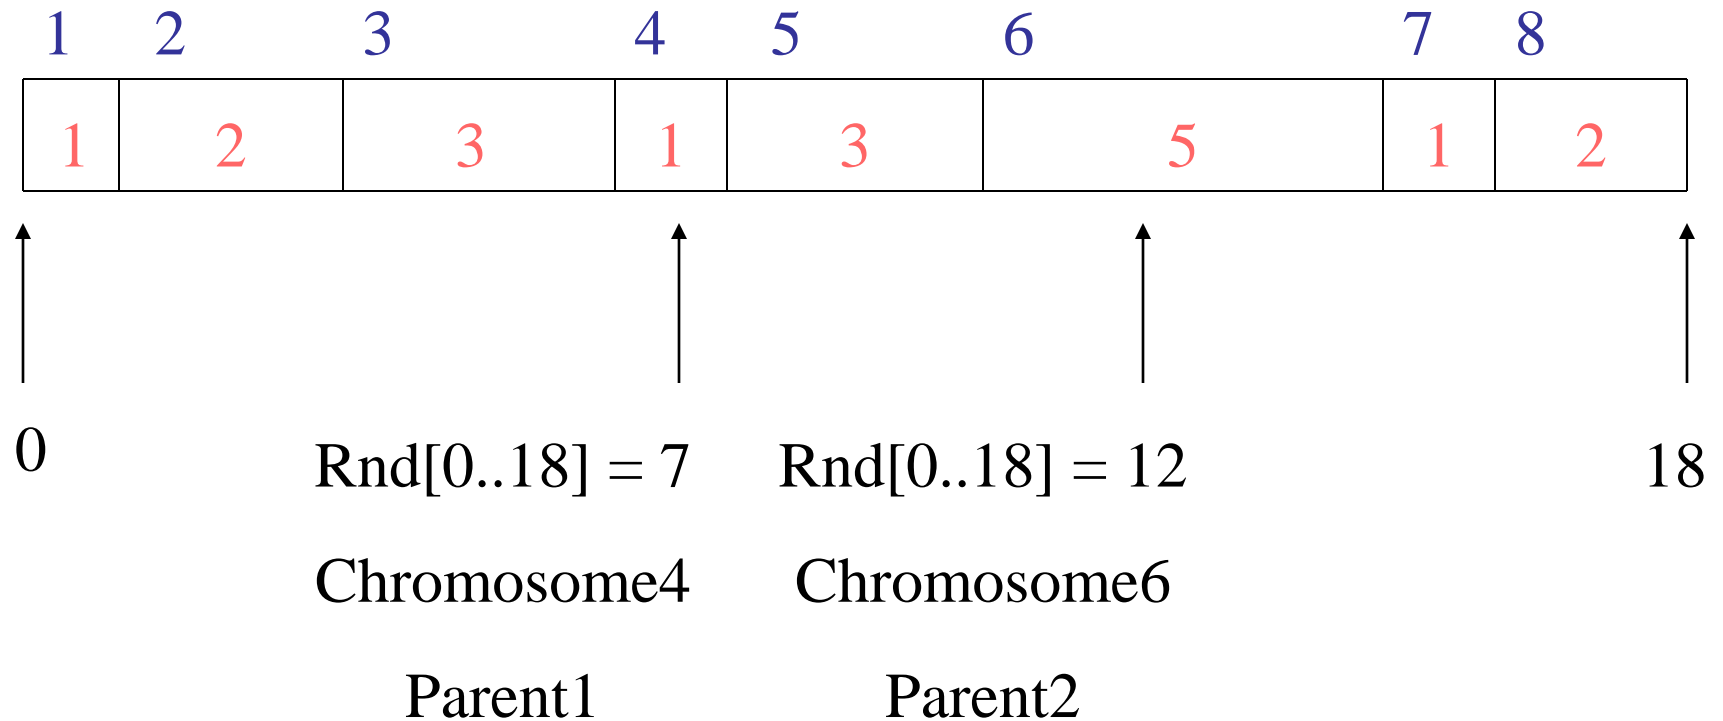 1 2 3 4 5 6 7 8
1 2 3 1 3 5 1 2
0 Rnd[0..18] = 7 Rnd[0..18] = 12 18
Chromosome4 Chromosome6
Parent1 Parent2